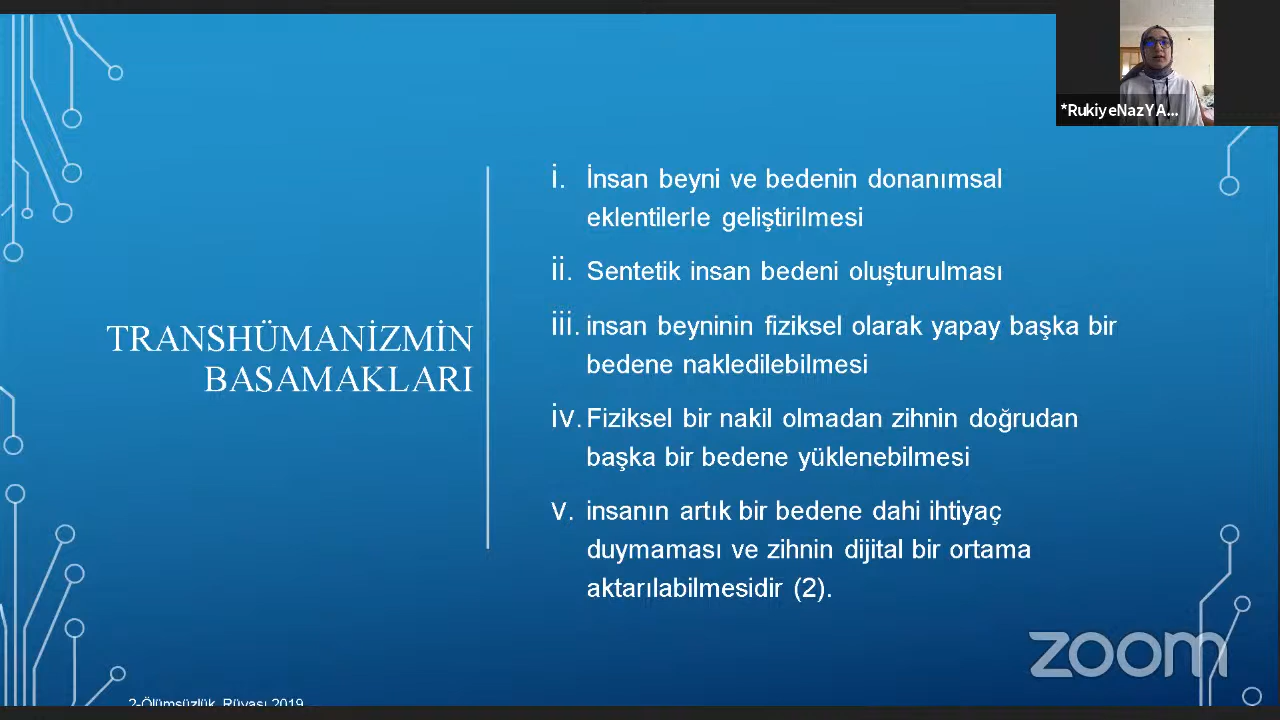 *RukiyeNazYA...
TRANSHÜMANİZMİN
BASAMAKLARI
i. İnsan beyni ve bedenin donanımsal
eklentilerle geliştirilmesi
ii. Sentetik insan bedeni oluşturulması
iii. insan beyninin fiziksel olarak yapay başka bir
bedene nakledilebilmesi
iv. Fiziksel bir nakil olmadan zihnin doğrudan
başka bir bedene yüklenebilmesi
v. insanın artık bir bedene dahi ihtiyaç
duymaması ve zihnin dijital bir ortama
aktarılabilmesidir (2).
zoom
2-Ölümsüzlük Rüyası 2019